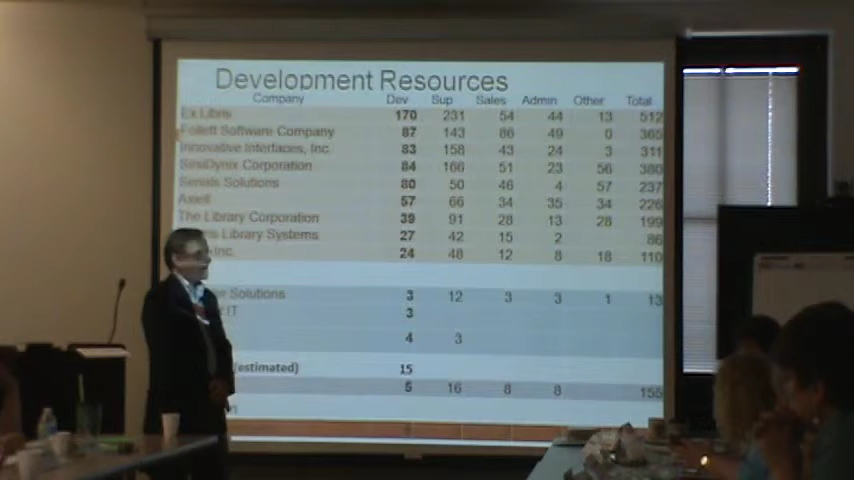 Development Resources
Company Dev Sup Sales Admin Other Total
Ex Libris 170 231 54 44 13 512
Follett Software Company 87 143 86 49 0 365
Innovative Interfaces, Inc. 83 158 43 24 3 311
SirsiDynix Corporation 84 166 51 23 56 380
Serials Solutions 80 50 46 4 57 237
Axiell 57 66 34 35 34 226
The Library Corporation 39 91 28 13 28 199
Library Systems 27 42 15 2 86
Inc. 24 48 12 8 18 110
Solutions 3 12 3 3 1 13
IT 3
4 3
(estimated) 15
5 16 8 8 155